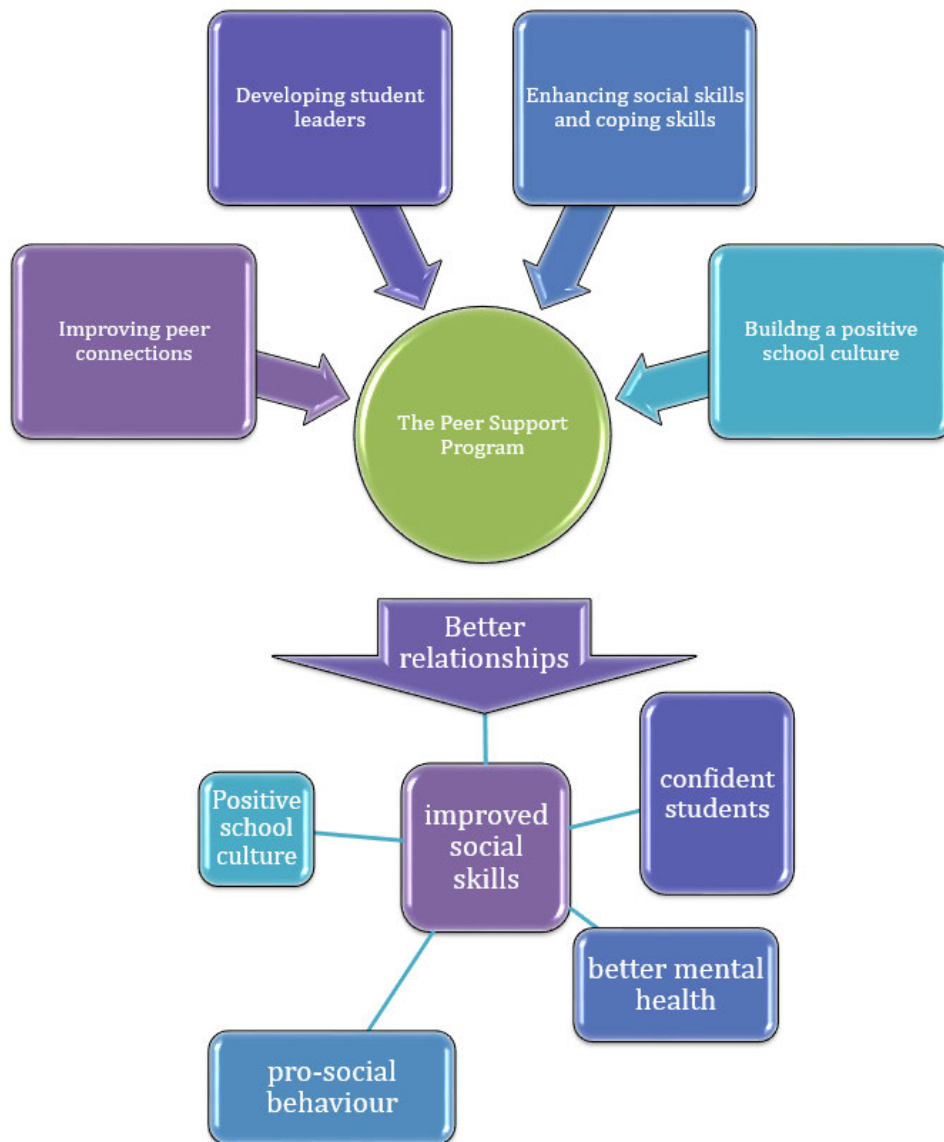 Developing student
leaders
Enhancing social skills
and coping skills
Improving peer
connections
Buildng a positive
school culture
The Peer Support
Program
Better
relationships
Positive
school
culture
improved
social
skills
confident
students
better mental
health
pro-social
behaviour